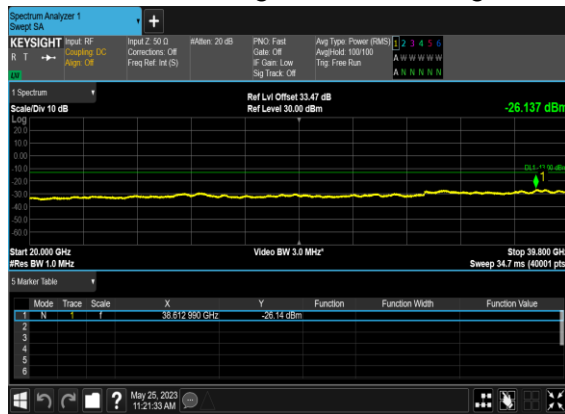 Spectrum Analyzer 1
Swept SA
+
KEYSIGHT
R T
LW
Input: RF
Coupling: DC
Align: Off
Input Z: 50 Ω
Corrections: Off
Freq Ref: Int (S)
#Atten: 20 dB
PNO: Fast
Gate: Off
IF Gain: Low
Sig Track: Off
Avg Type: Power (RMS)
Avg|Hold: 100/100
Trig: Free Run
1 2 3 4 5 6
A W W W W W
A N N N N N
1 Spectrum
Scale/Div 10 dB
Ref Lvl Offset 33.47 dB
Ref Level 30.00 dBm
-26.137 dBm
Log
20.0
10.0
0.00
-10.0
-20.0
-30.0
-40.0
-50.0
-60.0
1
Start 20.000 GHz
#Res BW 1.0 MHz
Video BW 3.0 MHz*
Stop 39.800 GHz
Sweep 34.7 ms (40001 pts)
5 Marker Table
Mode Trace Scale X Y Function Function Width Function Value
1 N 1 f 38.612 990 GHz -26.14 dBm
2
3
4
5
6
?
May 25, 2023
11:21:33 AM